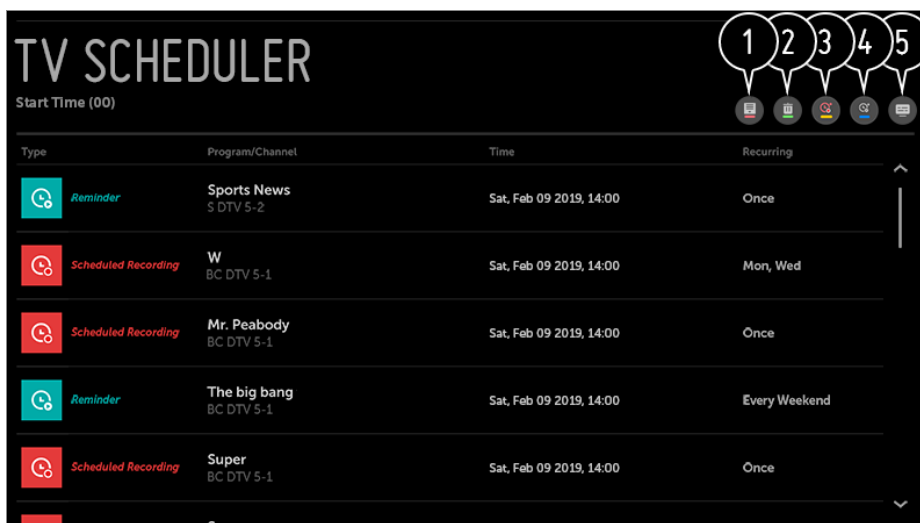 TV SCHEDULER
1 2 3 4 5
Start Time (00)
Type Program/Channel Time Recurring
Reminder Sports News Sat, Feb 09 2019, 14:00 Once
S DTV 5-2
Scheduled Recording W Sat, Feb 09 2019, 14:00 Mon, Wed
BC DTV 5-1
Scheduled Recording Mr. Peabody Sat, Feb 09 2019, 14:00 Once
BC DTV 5-1
Reminder The big bang Sat, Feb 09 2019, 14:00 Every Weekend
BC DTV 5-1
Scheduled Recording Super Sat, Feb 09 2019, 14:00 Once
BC DTV 5-1